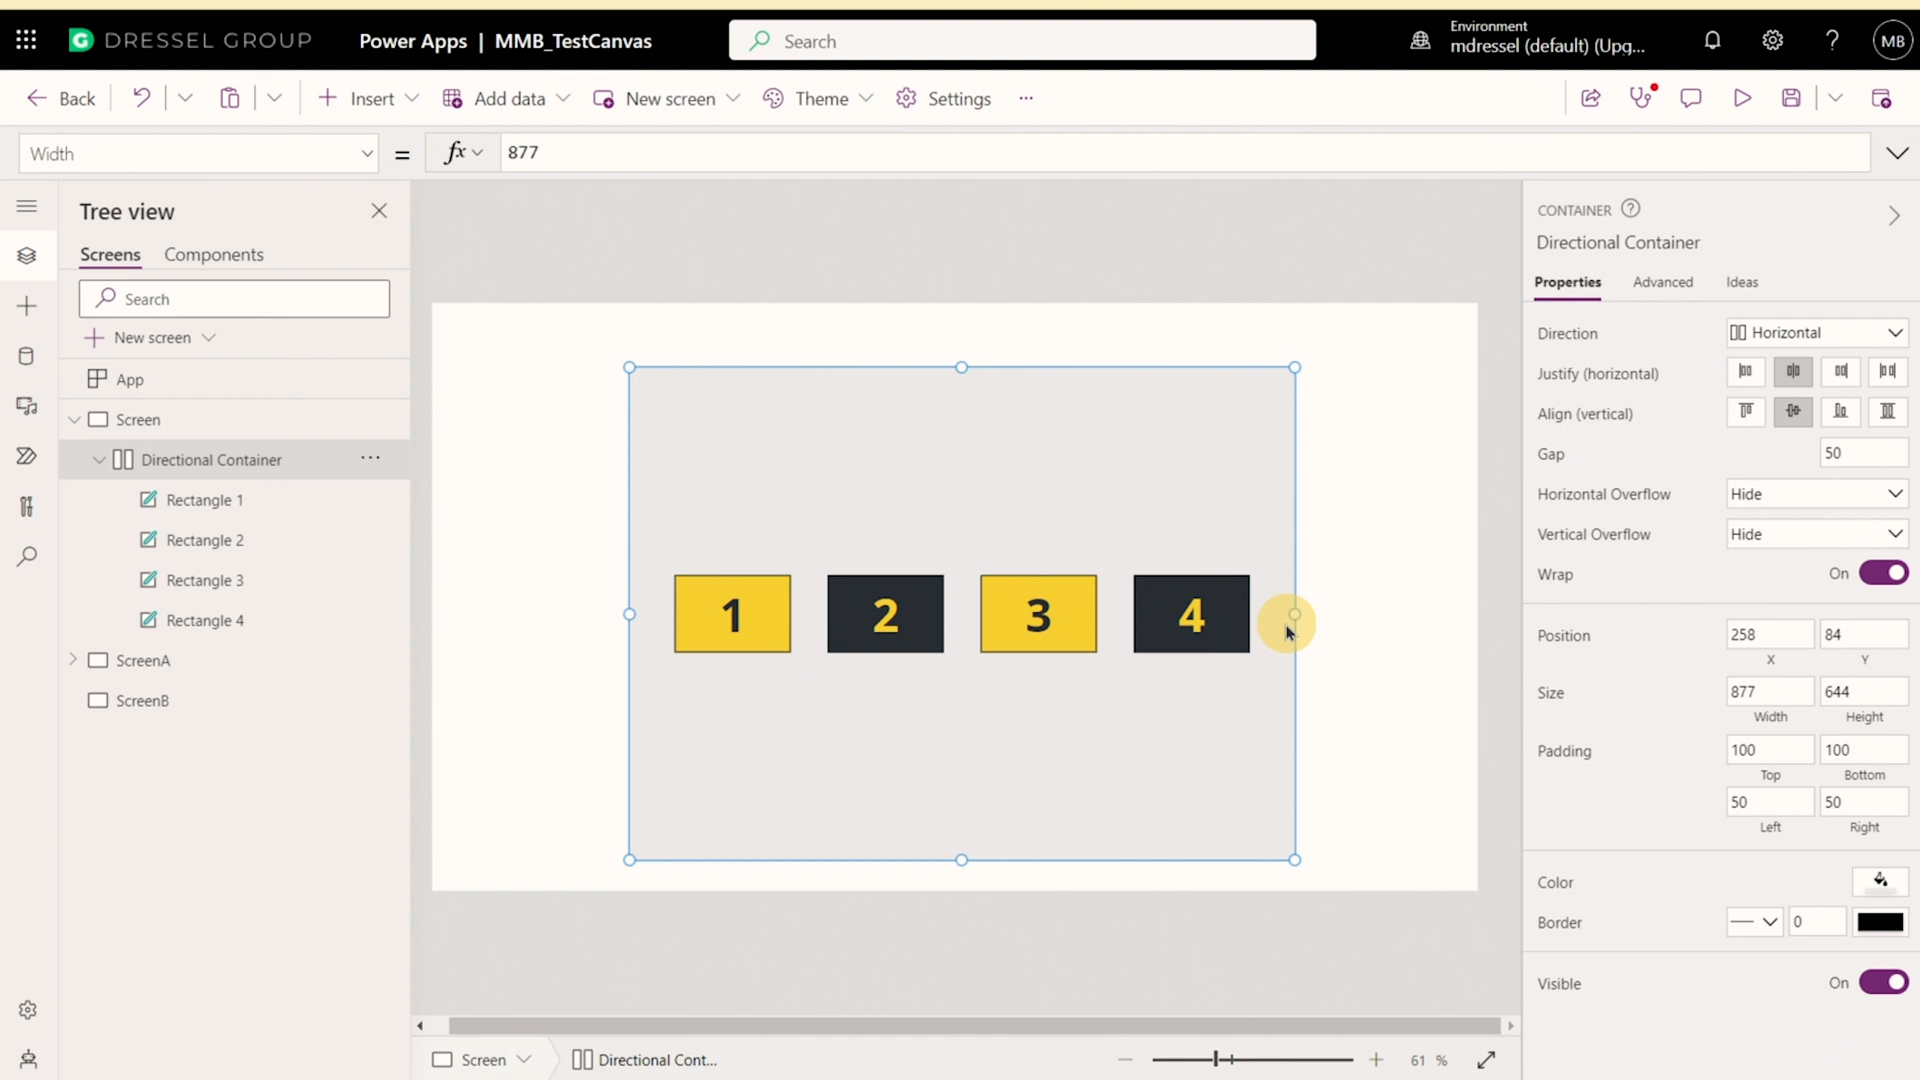 DRESSEL GROUP Power Apps | MMB_TestCanvas Search Environment
mdressel (default) (Upg... ? MB
Back Insert Add data New screen Theme Settings ...
Width = fx 877
Tree view
Screens Components
Search
New screen
App
Screen
Directional Container ...
Rectangle 1
Rectangle 2
Rectangle 3
Rectangle 4
ScreenA
ScreenB
1 2 3 4
CONTAINER ?
Directional Container
Properties Advanced Ideas
Direction Horizontal
Justify (horizontal)
Align (vertical)
Gap 50
Horizontal Overflow Hide
Vertical Overflow Hide
Wrap On
Position 258 84
X Y
Size 877 644
Width Height
Padding 100 100
Top Bottom
50 50
Left Right
Color
Border 0
Visible On
Screen Directional Cont... 61 %